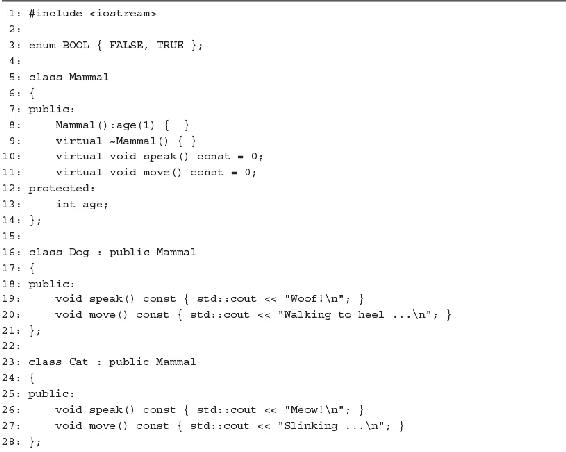 1: #include <iostream>
2:
3: enum BOOL { FALSE, TRUE };
4:
5: class Mammal
6: {
7: public:
8:     Mammal():age(1) {  }
9:     virtual ~Mammal() { }
10:     virtual void speak() const = 0;
11:     virtual void move() const = 0;
12: protected:
13:     int age;
14: };
15:
16: class Dog : public Mammal
17: {
18: public:
19:     void speak() const { std::cout << "Woof!\n"; }
20:     void move() const { std::cout << "Walking to heel ...\n"; }
21: };
22:
23: class Cat : public Mammal
24: {
25: public:
26:     void speak() const { std::cout << "Meow!\n"; }
27:     void move() const { std::cout << "Slinking ...\n"; }
28: };